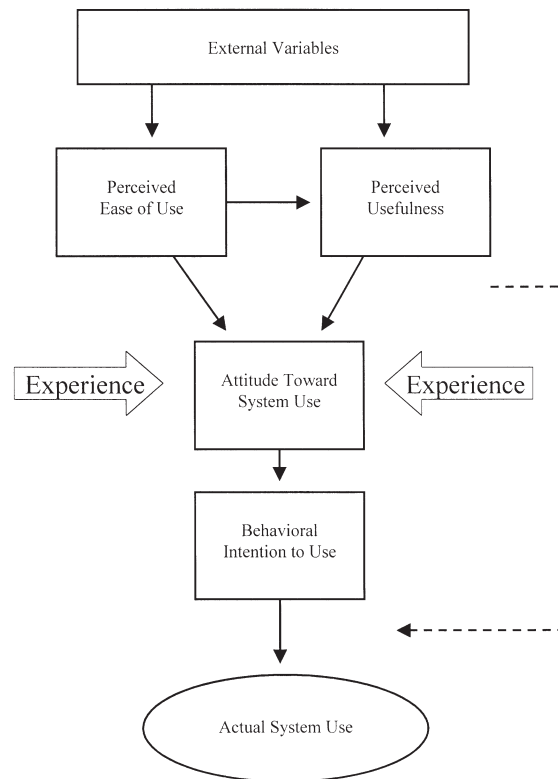 External Variables
Perceived
Ease of Use
Perceived
Usefulness
Experience
Attitude Toward
System Use
Experience
Behavioral
Intention to Use
Actual System Use